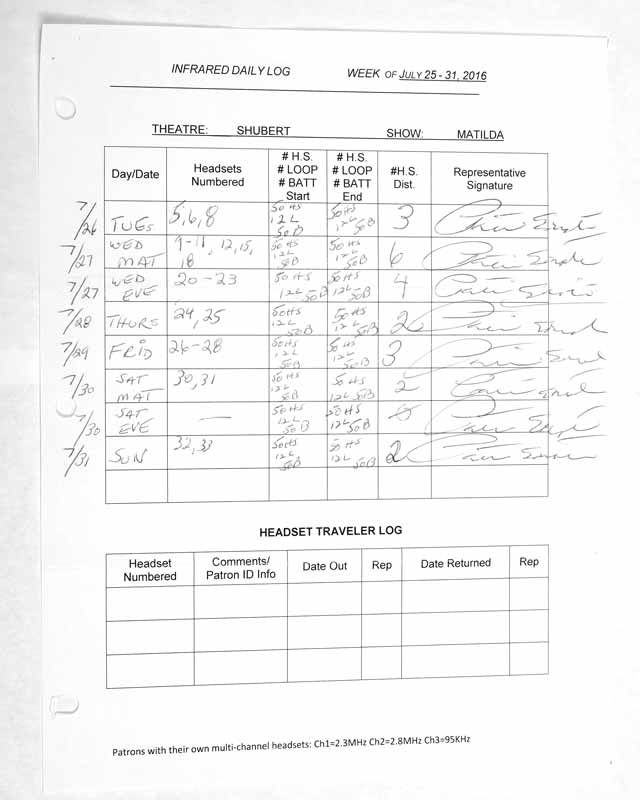 INFRARED DAILY LOG WEEK OF JULY 25 - 31, 2016
THEATRE: SHUBERT SHOW: MATILDA
Day/Date Headsets Numbered # H.S. # LOOP # BATT Start # H.S. # LOOP # BATT End #H.S. Dist. Representative Signature
7/26 TUES 5,6,8 50 HS 12 L 50 B 50 HS 12 L 50 B 3
7/27 WED MAT 9-11, 12, 15, 18 50 HS 12 L 50 B 50 HS 12 L 50 B 6
7/27 WED EVE 20-23 50 HS 12 L 50 B 50 HS 12 L 50 B 4
7/28 THURS 24, 25 50 HS 12 L 50 B 50 HS 12 L 50 B 2
7/29 FRID 26-28 50 HS 12 L 50 B 50 HS 12 L 50 B 3
7/30 SAT MAT 30, 31 50 HS 12 L 50 B 50 HS 12 L 50 B 2
7/30 SAT EVE — 50 HS 12 L 50 B 50 HS 12 L 50 B
7/31 SUN 32, 33 50 HS 12 L 50 B 50 HS 12 L 50 B 2
HEADSET TRAVELER LOG
Headset Numbered Comments/ Patron ID Info Date Out Rep Date Returned Rep
Patrons with their own multi-channel headsets: Ch1=2.3MHz Ch2=2.8MHz Ch3=95KHz